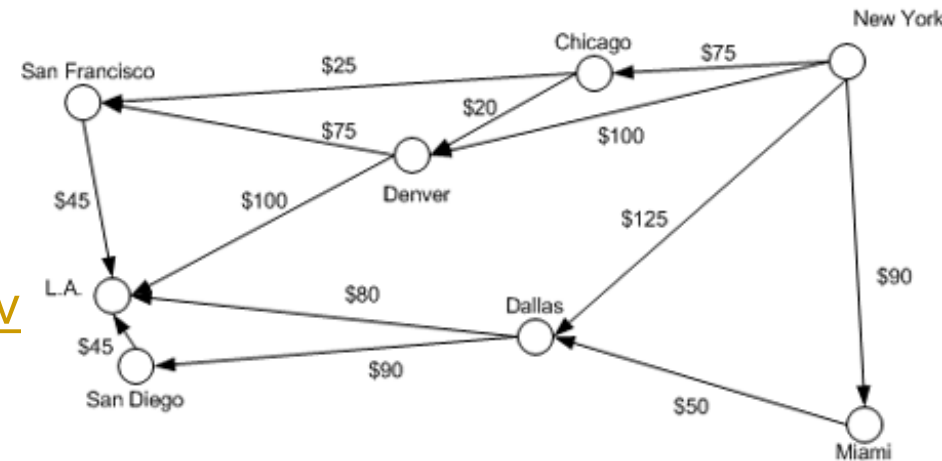 New York
Chicago
$75
San Francisco
$25
$20
$75
$100
Denver
$45
$100
$125
L.A.
$80
Dallas
$90
v
$45
$90
San Diego
$50
Miami